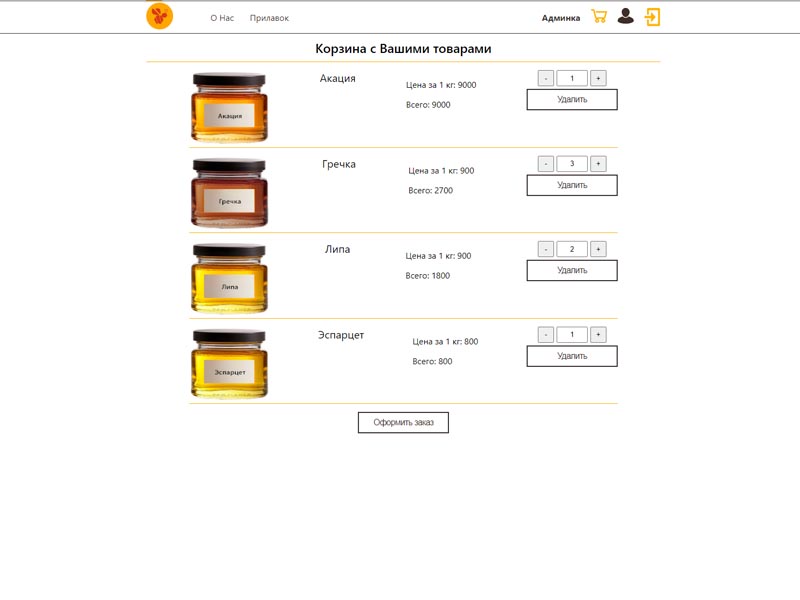 О Нас Прилавок Админка
Корзина с Вашими товарами
Акация
Акация
Цена за 1 кг: 9000
Всего: 9000
- 1 +
Удалить
Гречка
Гречка
Цена за 1 кг: 900
Всего: 2700
- 3 +
Удалить
Липа
Липа
Цена за 1 кг: 900
Всего: 1800
- 2 +
Удалить
Эспарцет
Эспарцет
Цена за 1 кг: 800
Всего: 800
- 1 +
Удалить
Оформить заказ